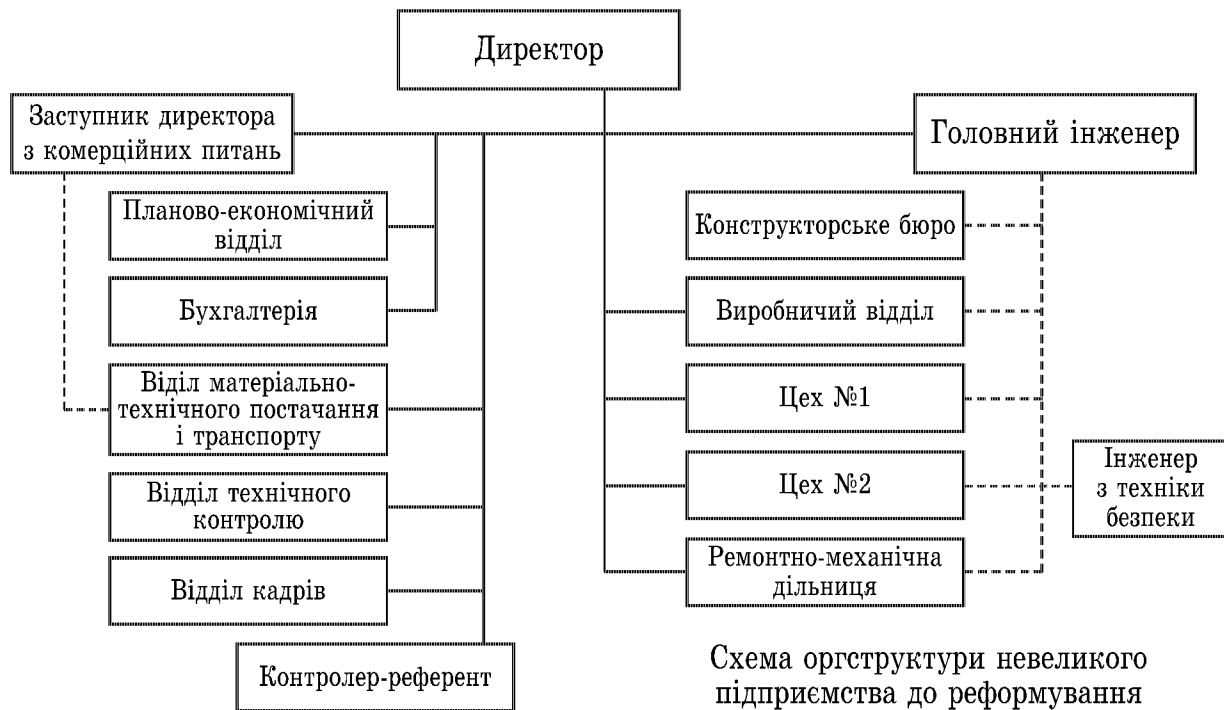 Директор
Заступник директора
з комерційних питань
Головний інженер
Планово-економічний
відділ
Бухгалтерія
Віділ матеріально-
технічного постачання
і транспорту
Відділ технічного
контролю
Відділ кадрів
Контролер-референт
Конструкторське бюро
Виробничий відділ
Цех №1
Цех №2
Ремонтно-механічна
дільниця
Інженер
з техніки
безпеки
Схема оргструктури невеликого
підприємства до реформування